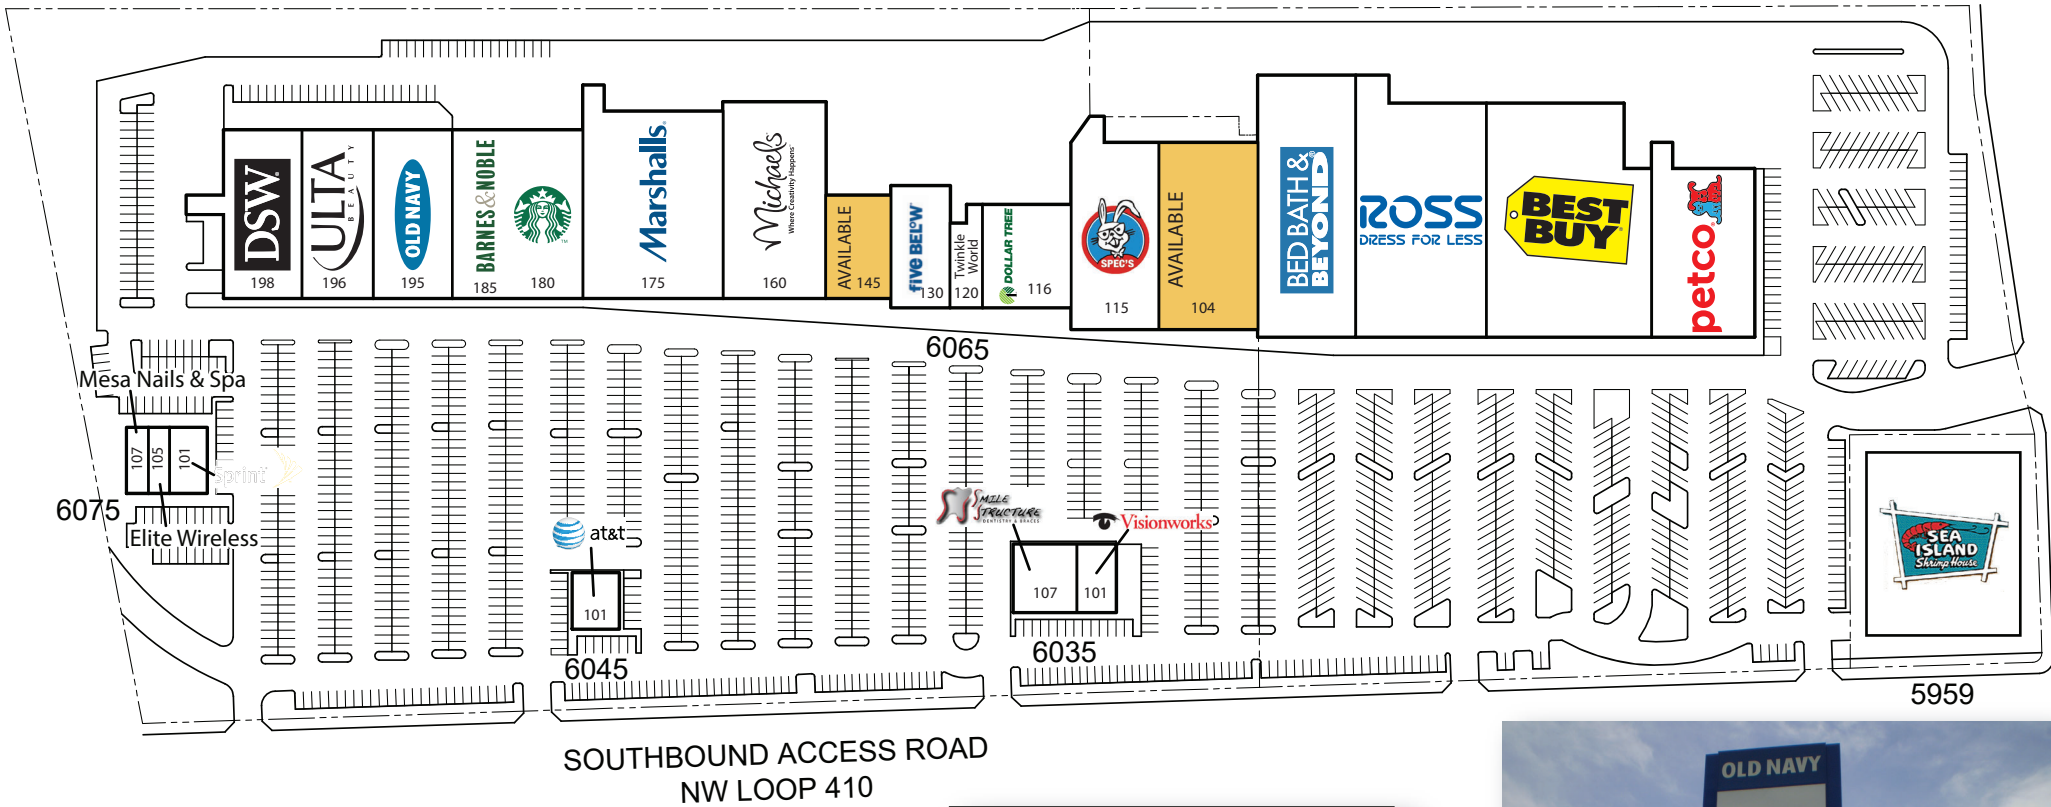 DSW
198
ULTA
BEAUTY
196
OLD NAVY
195
BARNES&NOBLE
185
TM
180
Marshalls.
175
Michaels
Where Creativity Happens
160
AVAILABLE
145
five BELOW
130
Twinkle
World
120
DOLLAR TREE
116
SPEC'S
115
AVAILABLE
104
BED BATH &
BEYOND®
ROSS
DRESS FOR LESS
BEST
BUY
petco
6065
Mesa Nails & Spa
107
105
101
Sprint
6075
Elite Wireless
at&t
101
6045
SMILE
STRUCTURE
DENTISTRY & BRACES
Visionworks
107
101
6035
SEA
ISLAND
Shrimp House
5959
SOUTHBOUND ACCESS ROAD
NW LOOP 410
OLD NAVY